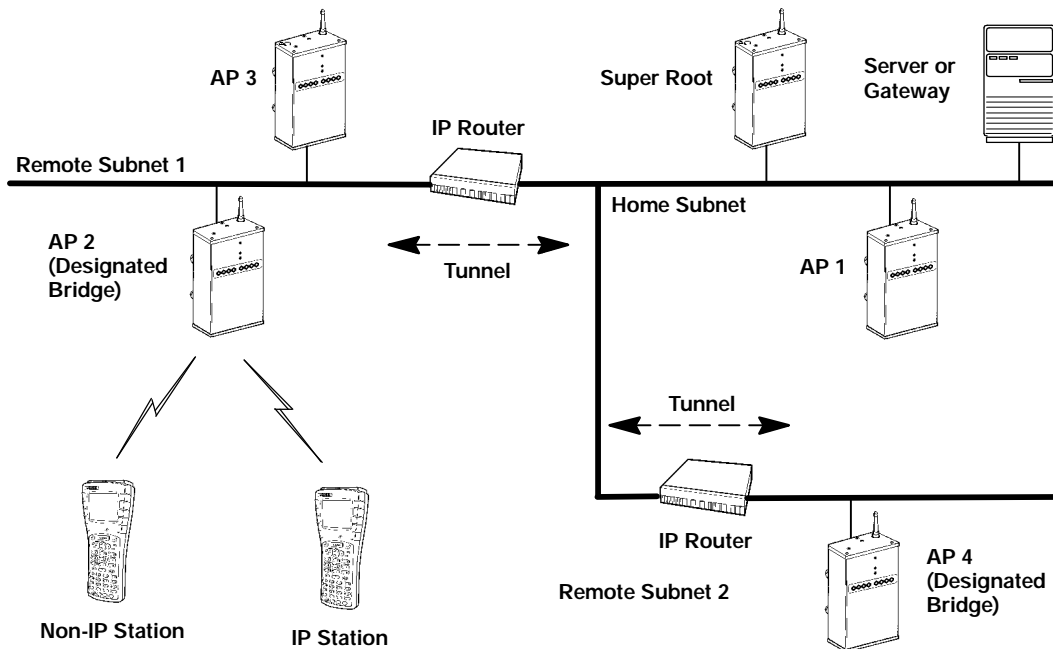 AP 3
Super Root
Server or
Gateway
IP Router
Remote Subnet 1
Home Subnet
AP 2
(Designated
Bridge)
Tunnel
AP 1
Tunnel
IP Router
AP 4
(Designated
Bridge)
Remote Subnet 2
Non-IP Station
IP Station